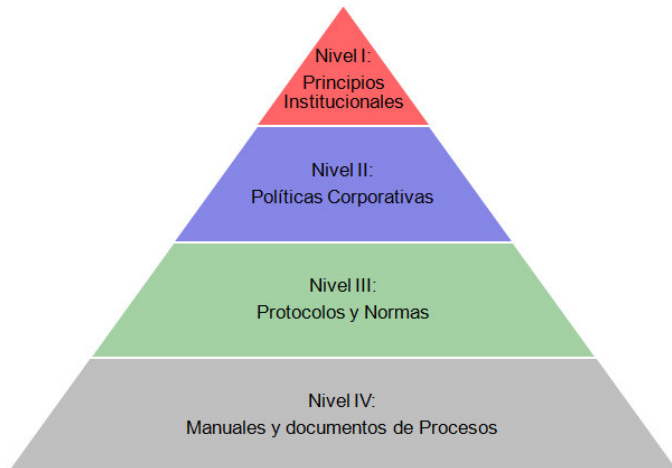 Nivel I:
Principios
Institucionales
Nivel II:
Políticas Corporativas
Nivel III:
Protocolos y Normas
Nivel IV:
Manuales y documentos de Procesos